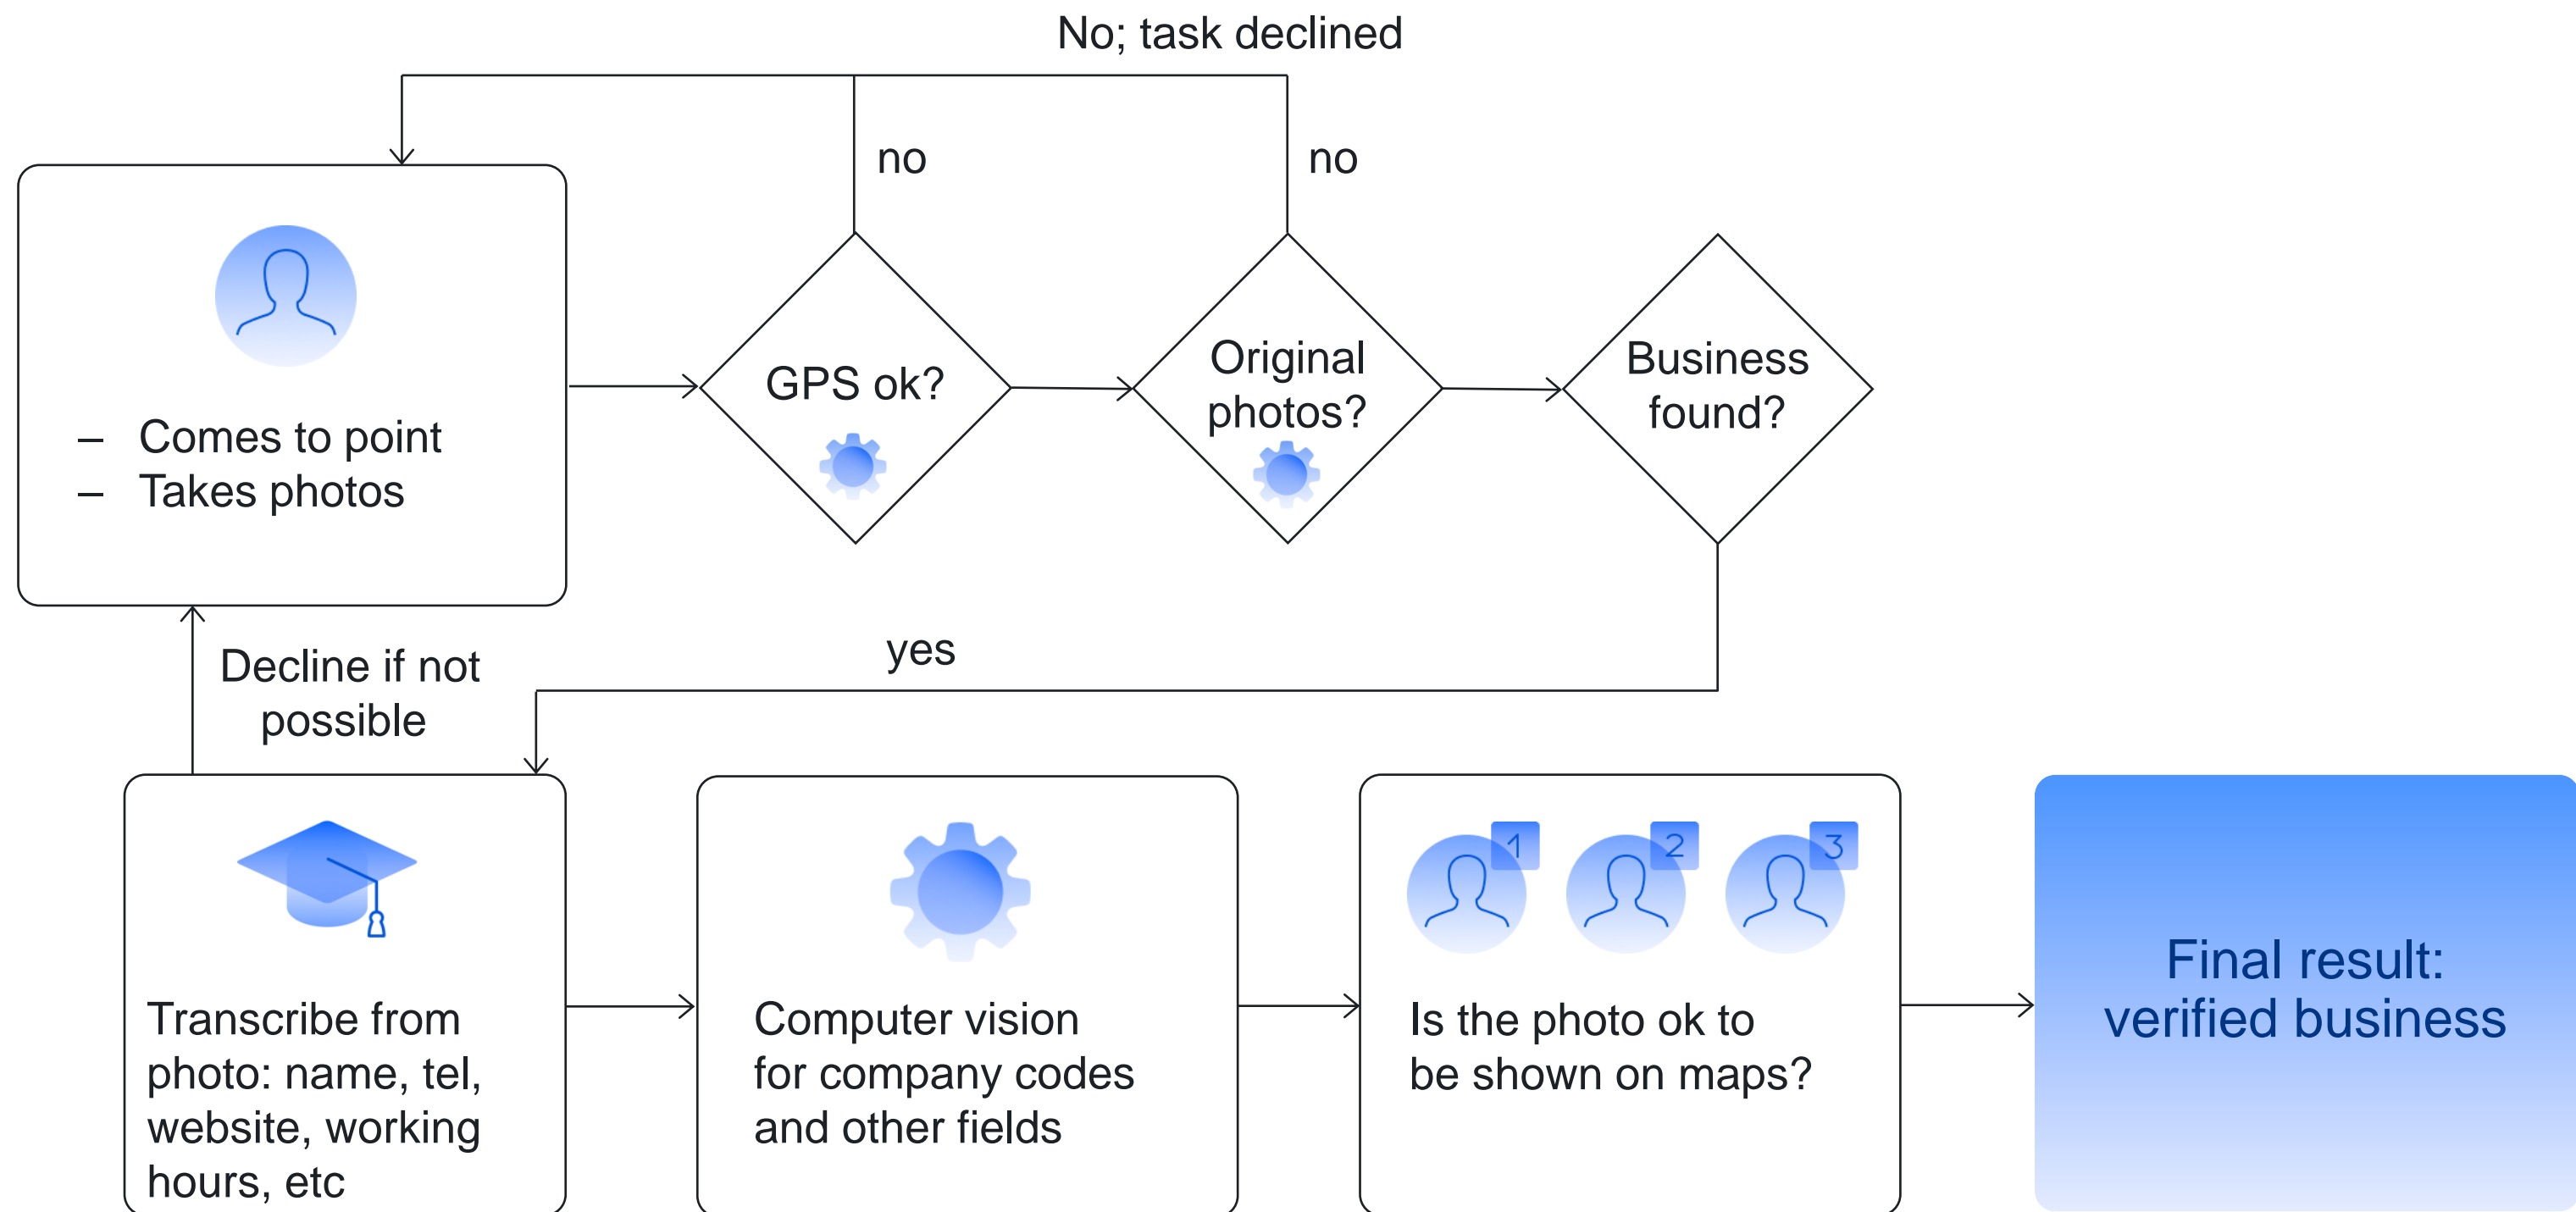 No; task declined
no
no
– Comes to point
– Takes photos
GPS ok?
Original
photos?
Business
found?
yes
Decline if not
possible
Transcribe from
photo: name, tel,
website, working
hours, etc
Computer vision
for company codes
and other fields
1
2
3
Is the photo ok to
be shown on maps?
Final result:
verified business